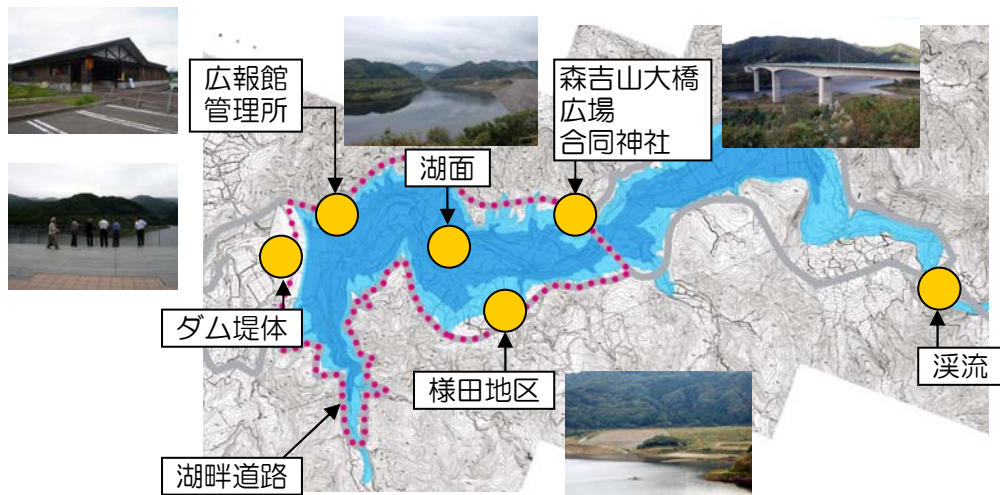 広報館
管理所
湖面
森吉山大橋
広場
合同神社
ダム堤体
様田地区
渓流
湖畔道路